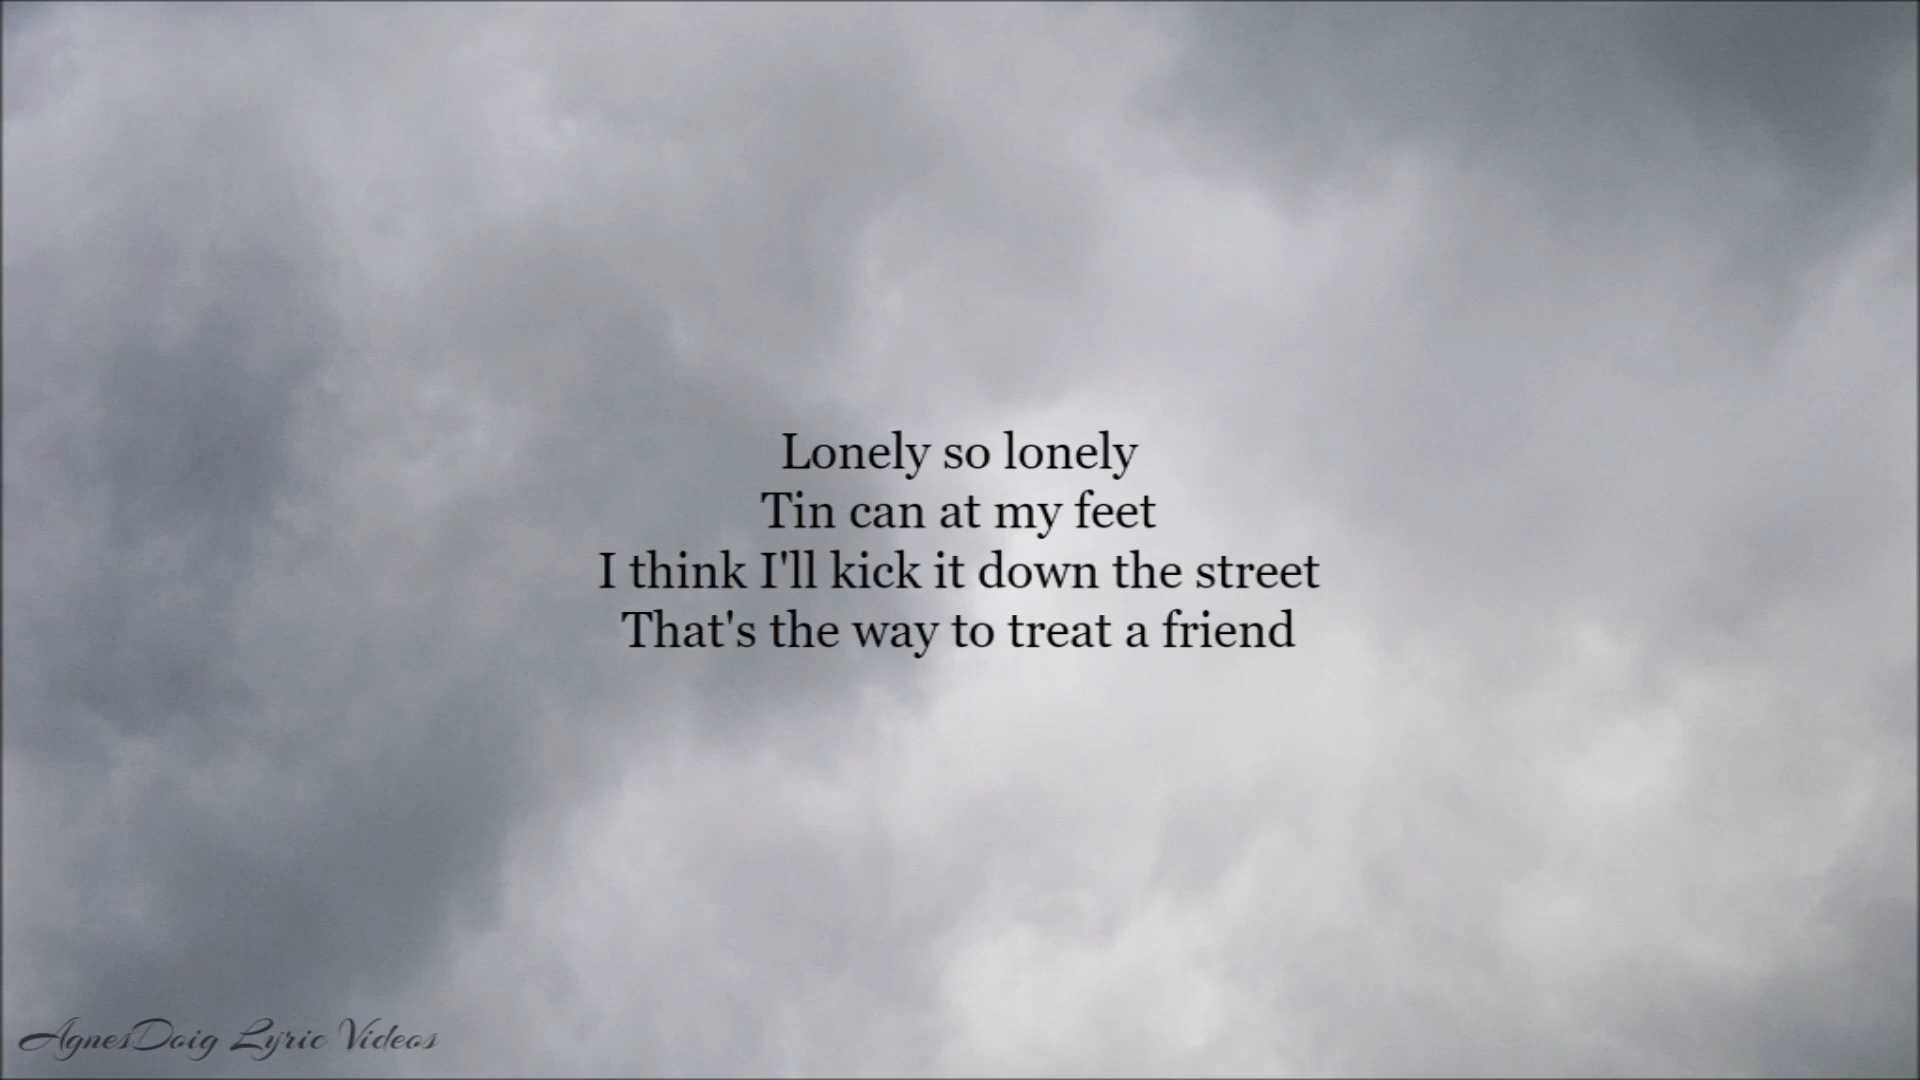 Lonely so lonely
Tin can at my feet
I think I'll kick it down the street
That's the way to treat a friend
AgnesDoig Lyric Videos